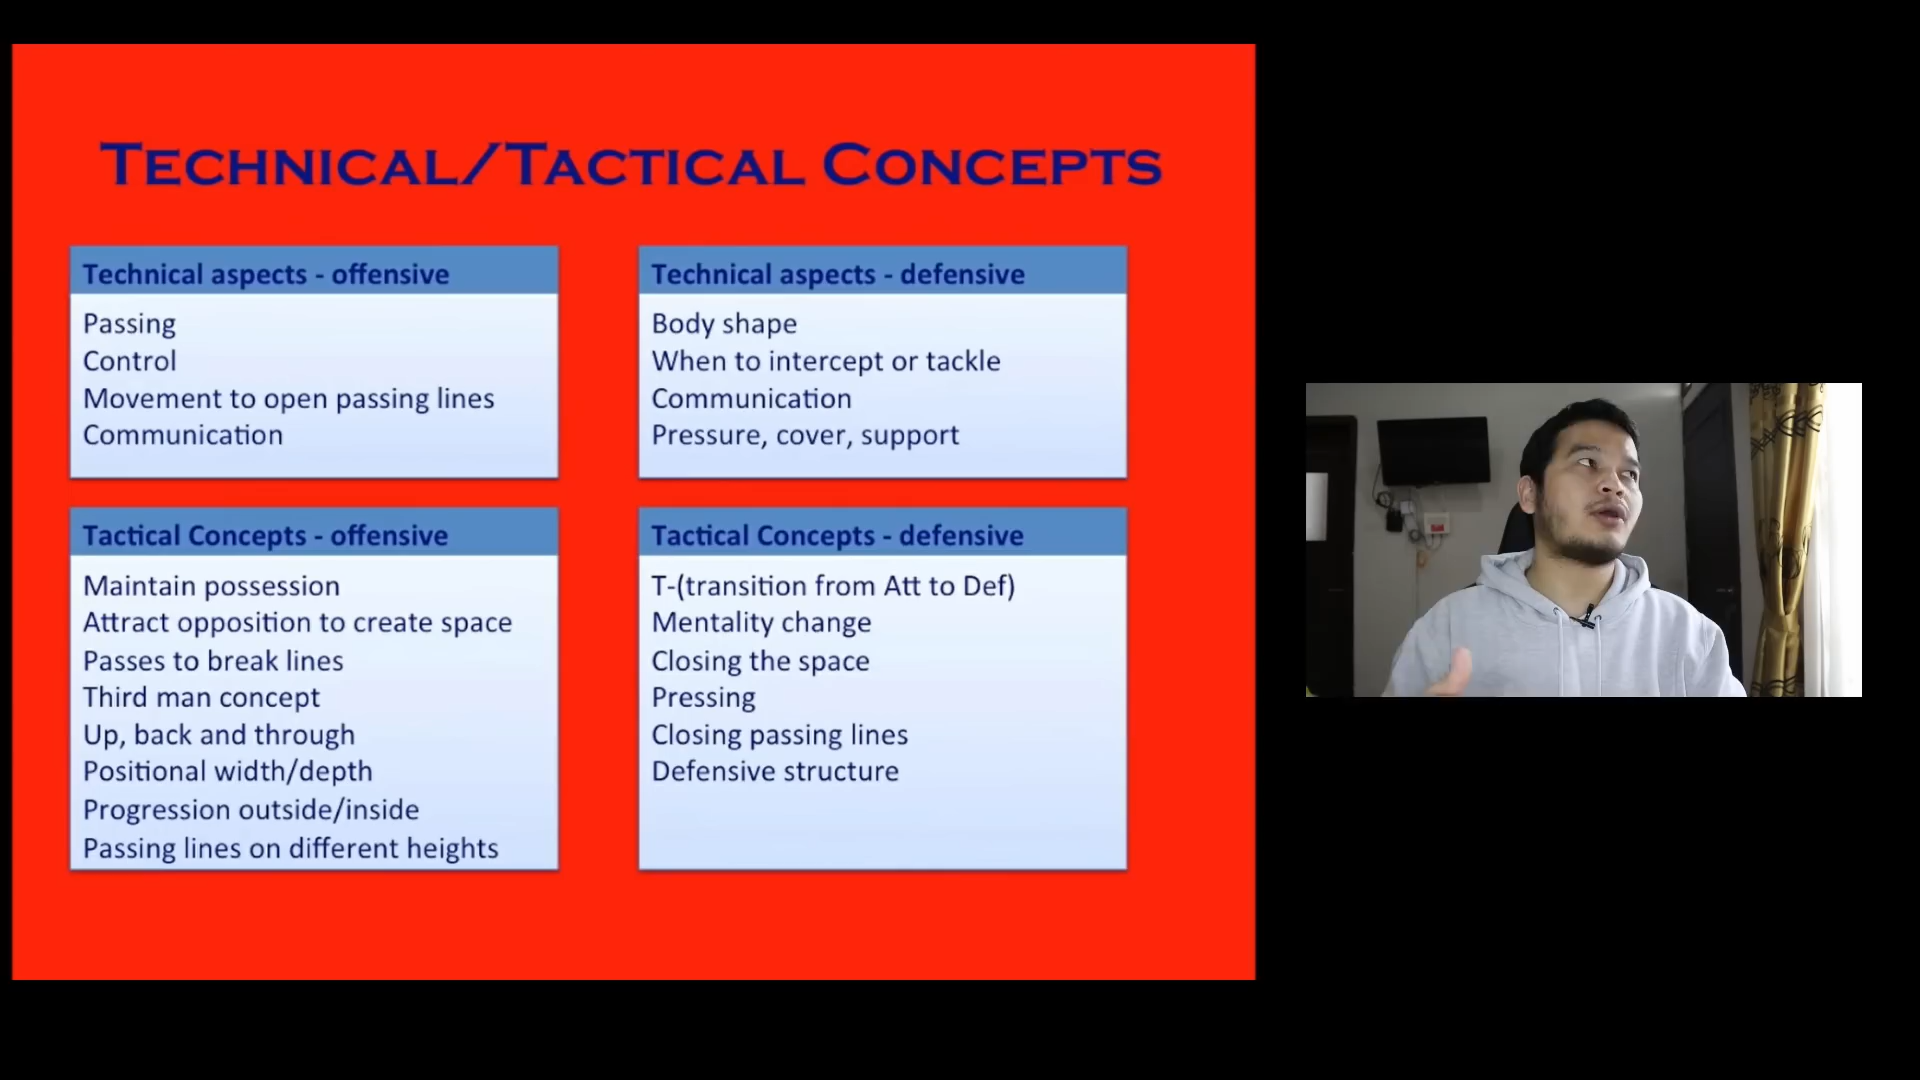 TECHNICAL/TACTICAL CONCEPTS
Technical aspects - offensive
Passing
Control
Movement to open passing lines
Communication
Technical aspects - defensive
Body shape
When to intercept or tackle
Communication
Pressure, cover, support
Tactical Concepts - offensive
Maintain possession
Attract opposition to create space
Passes to break lines
Third man concept
Up, back and through
Positional width/depth
Progression outside/inside
Passing lines on different heights
Tactical Concepts - defensive
T-(transition from Att to Def)
Mentality change
Closing the space
Pressing
Closing passing lines
Defensive structure